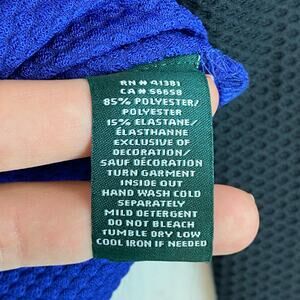 RN# 41381
CA# 56658
85% POLYESTER/
POLYESTER
15% ELASTANE/
ÉLASTHANNE
EXCLUSIVE OF
DECORATION/
SAUF DÉCORATION
TURN GARMENT
INSIDE OUT
HAND WASH COLD
SEPARATELY
MILD DETERGENT
DO NOT BLEACH
TUMBLE DRY LOW
COOL IRON IF NEEDED